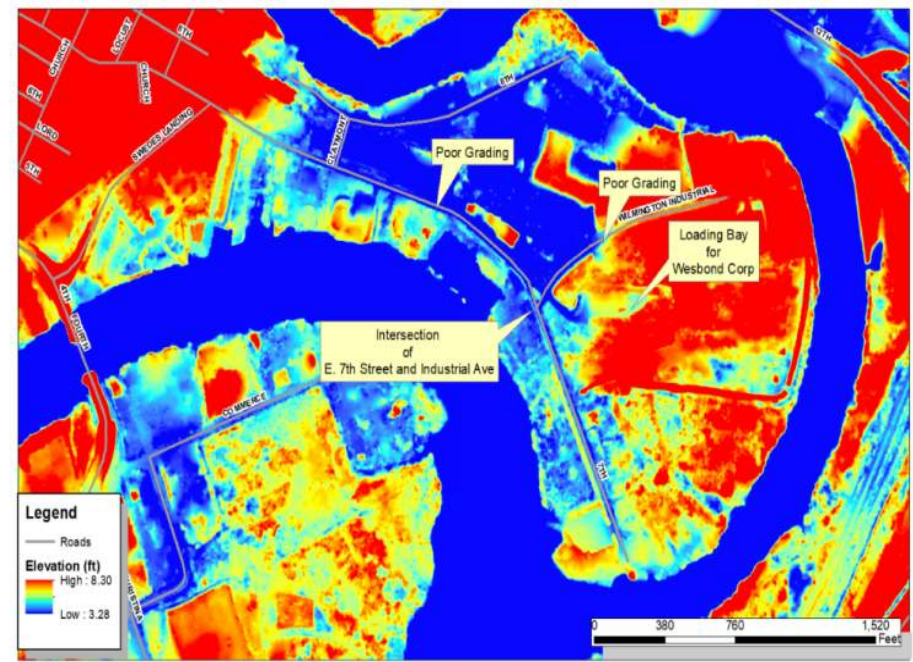 12TH
8TH
LOCUST
CHURCH
CHURCH
6TH
LORD
5TH
SWEDES LANDING
CLAYMONT
Poor Grading
Poor Grading
WILMINGTON INDUSTRIAL
Loading Bay
for
Wesbond Corp
4TH
FOURTH
Intersection
of
E. 7th Street and Industrial Ave
COMMERCE
7TH
Legend
Roads
Elevation (ft)
High : 8.30
Low : 3.28
0
380
760
1,520
Feet